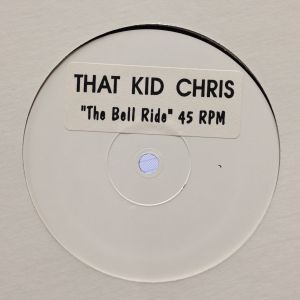 THAT KID CHRIS
"The Bell Ride" 45 RPM